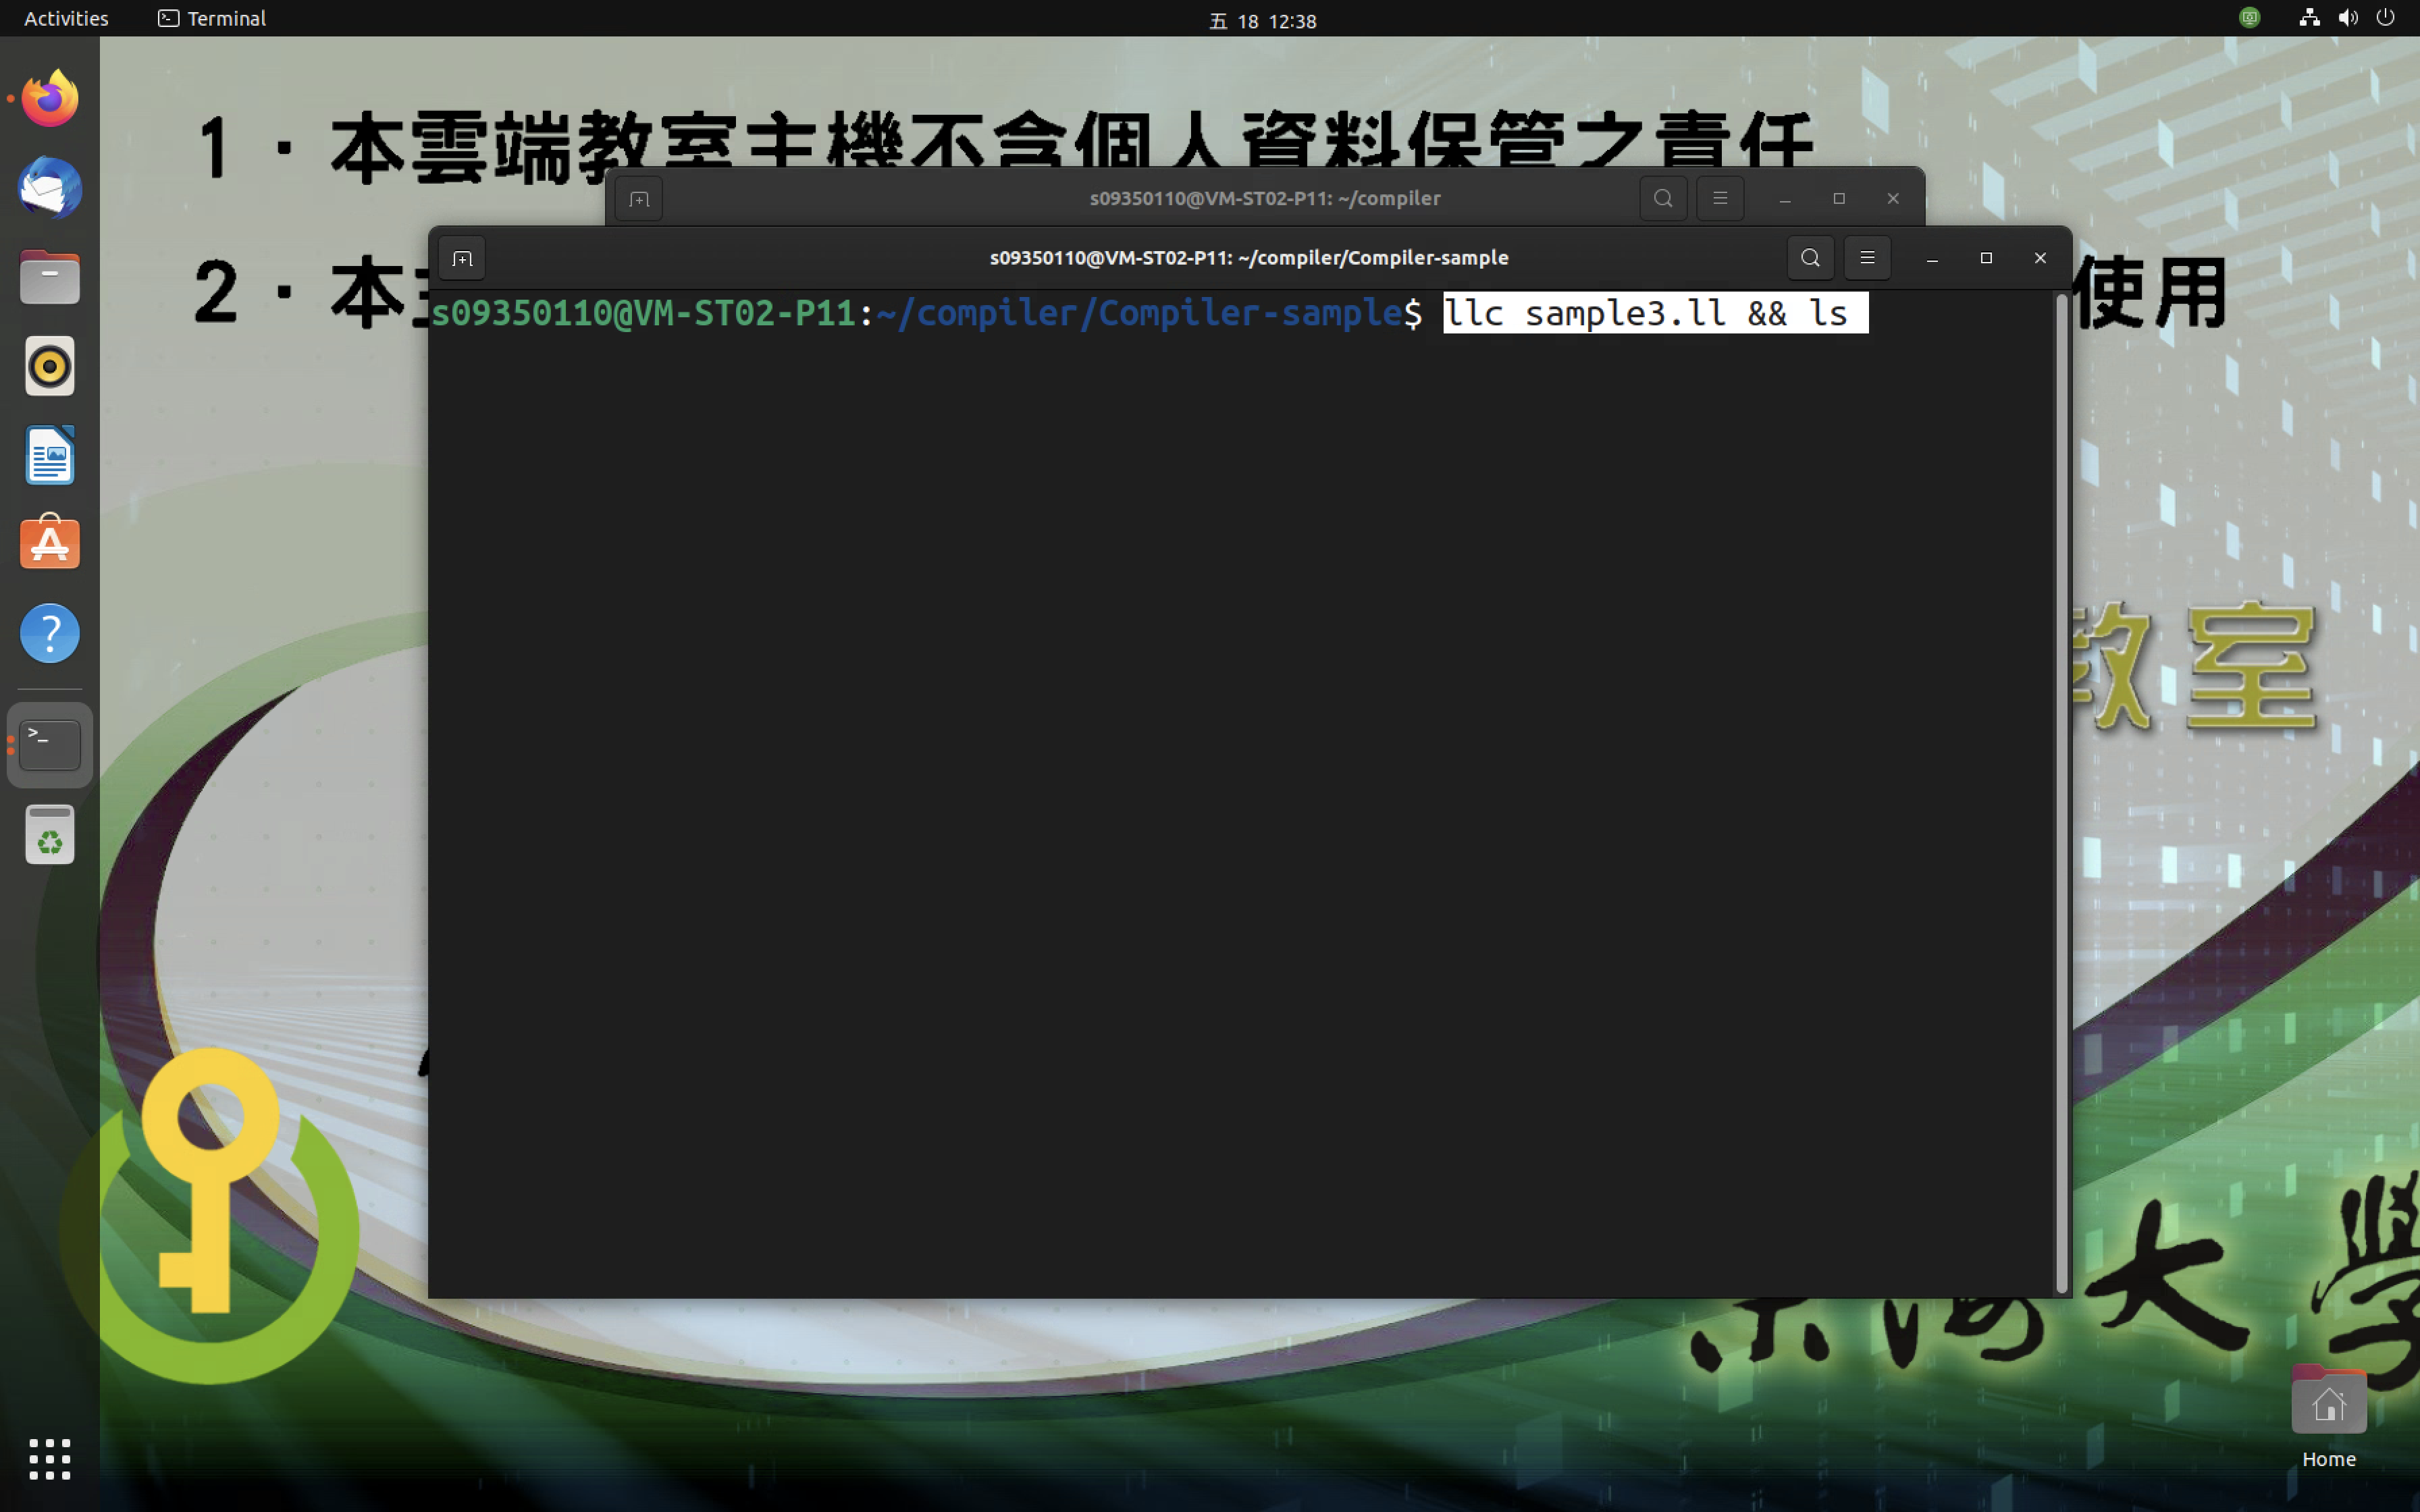 Activities
Terminal
五 18 12:38
1．本雲端教室主機不含個人資料保管之責任
s09350110@VM-ST02-P11: ~/compiler
s09350110@VM-ST02-P11: ~/compiler/Compiler-sample
2．本
使用
s09350110@VM-ST02-P11:~/compiler/Compiler-sample$ llc sample3.ll && ls
教室
東海大學
Home